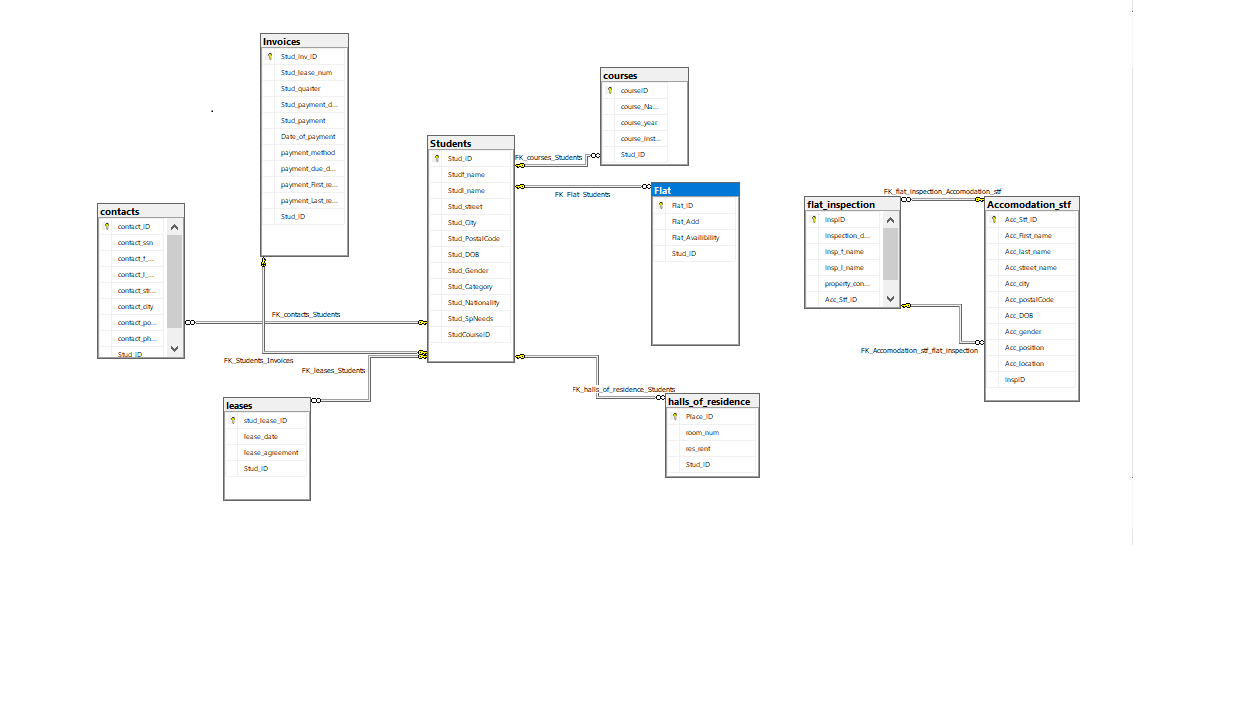 Invoices
Stud_Inv_ID
Stud_lease_num
Stud_quarter
Stud_payment_d...
Stud_payment
Date_of_payment
payment_method
payment_due_d...
payment_First_re...
payment_Last_re...
Stud_ID
courses
courseID
course_Na...
course_year
course_Inst...
Stud_ID
Students
Stud_ID
Studf_name
Studl_name
Stud_street
Stud_City
Stud_PostalCode
Stud_DOB
Stud_Gender
Stud_Category
Stud_Nationality
Stud_SpNeeds
StudCourseID
FK_courses_Students
FK_Flat_Students
Flat
Flat_ID
Flat_Add
Flat_Availibility
Stud_ID
FK_flat_inspection_Accomodation_stf
flat_inspection
InspID
Inspection_d...
Insp_f_name
Insp_l_name
property_con...
Acc_Stf_ID
Accomodation_stf
Acc_Stf_ID
Acc_First_name
Acc_last_name
Acc_street_name
Acc_city
Acc_postalCode
Acc_DOB
Acc_gender
Acc_position
Acc_location
InspID
FK_Accomodation_stf_flat_inspection
contacts
contact_ID
contact_ssn
contact_f_...
contact_l_...
contact_str...
contact_city
contact_po...
contact_ph...
Stud_ID
FK_contacts_Students
FK_Students_Invoices
FK_leases_Students
leases
stud_lease_ID
lease_date
lease_agreement
Stud_ID
FK_halls_of_residence_Students
halls_of_residence
Place_ID
room_num
res_rent
Stud_ID